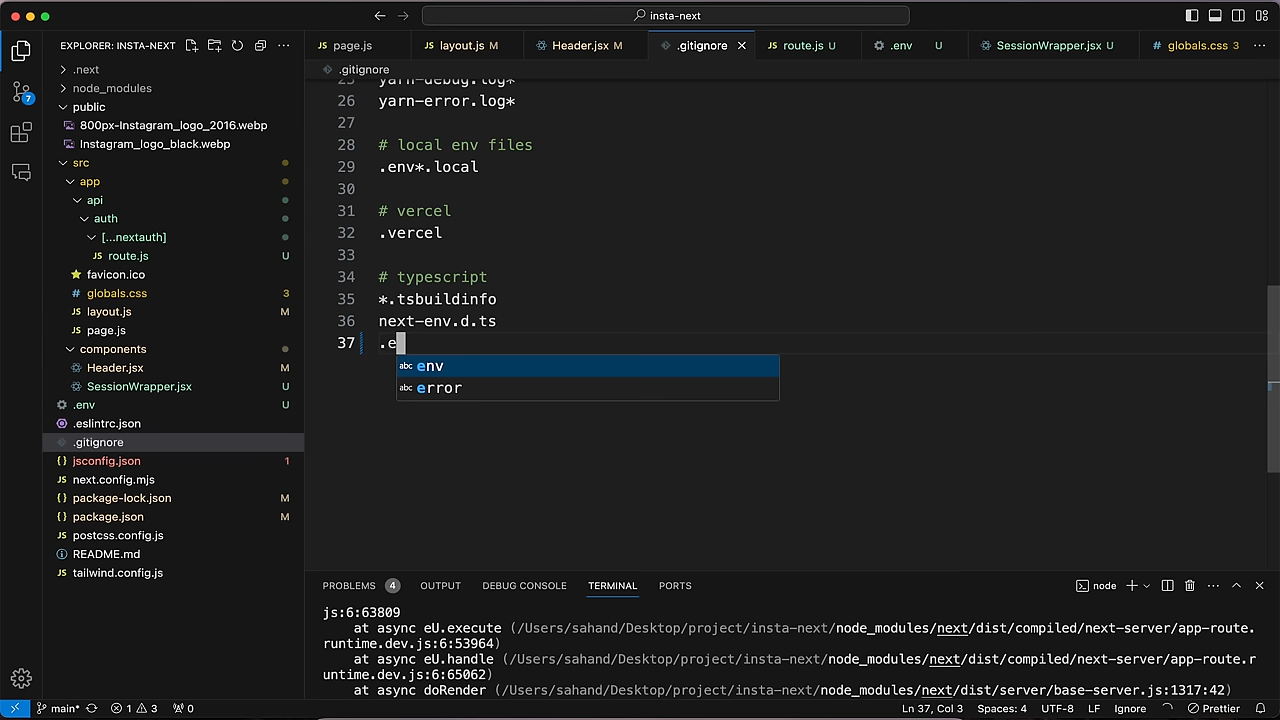 insta-next
EXPLORER: INSTA-NEXT
page.js
layout.js M
Header.jsx M
.gitignore
route.js U
.env U
SessionWrapper.jsx U
globals.css 3
.next
node_modules
public
800px-Instagram_logo_2016.webp
Instagram_logo_black.webp
src
app
api
auth
[...nextauth]
route.js U
favicon.ico
globals.css 3
layout.js M
page.js
components
Header.jsx M
SessionWrapper.jsx U
.env U
.eslintrc.json
.gitignore
jsconfig.json 1
next.config.mjs
package-lock.json M
package.json M
postcss.config.js
README.md
tailwind.config.js
7
.gitignore
25 yarn-debug.log*
26 yarn-error.log*
27
28 # local env files
29 .env*.local
30
31 # vercel
32 .vercel
33
34 # typescript
35 *.tsbuildinfo
36 next-env.d.ts
37 .e
abc env
abc error
PROBLEMS 4 OUTPUT DEBUG CONSOLE TERMINAL PORTS
node
js:6:63809
at async eU.execute (/Users/sahand/Desktop/project/insta-next/node_modules/next/dist/compiled/next-server/app-route.
runtime.dev.js:6:53964)
at async eU.handle (/Users/sahand/Desktop/project/insta-next/node_modules/next/dist/compiled/next-server/app-route.r
untime.dev.js:6:65062)
at async doRender (/Users/sahand/Desktop/project/insta-next/node_modules/next/dist/server/base-server.js:1317:42)
main* 1 3 0
Ln 37, Col 3 Spaces: 4 UTF-8 LF Ignore Prettier